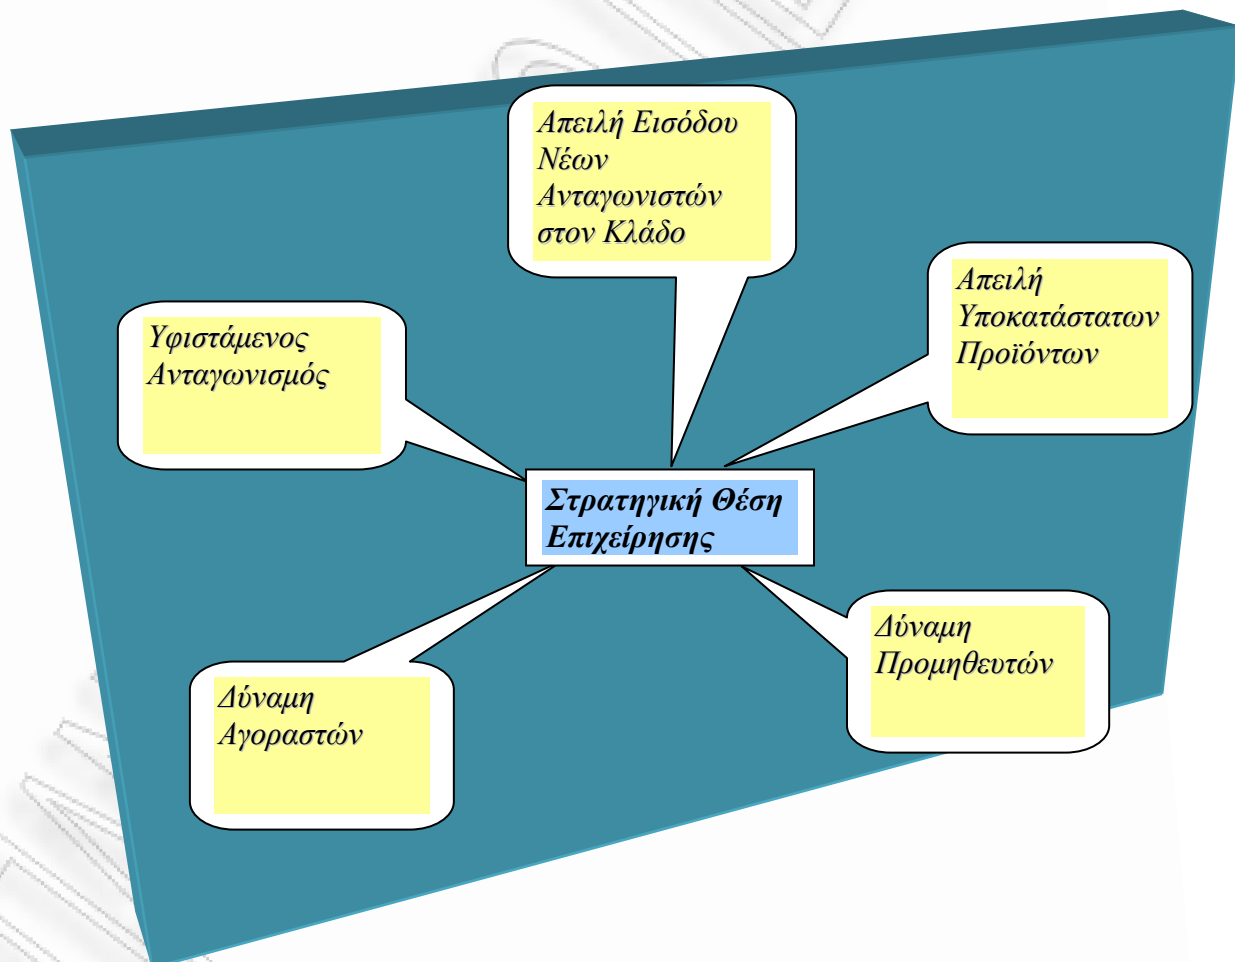 Απειλή Εισόδου
Νέων
Ανταγωνιστών
στον Κλάδο
Απειλή
Υποκατάστατων
Προϊόντων
Υφιστάμενος
Ανταγωνισμός
Στρατηγική Θέση
Επιχείρησης
Δύναμη
Προμηθευτών
Δύναμη
Αγοραστών